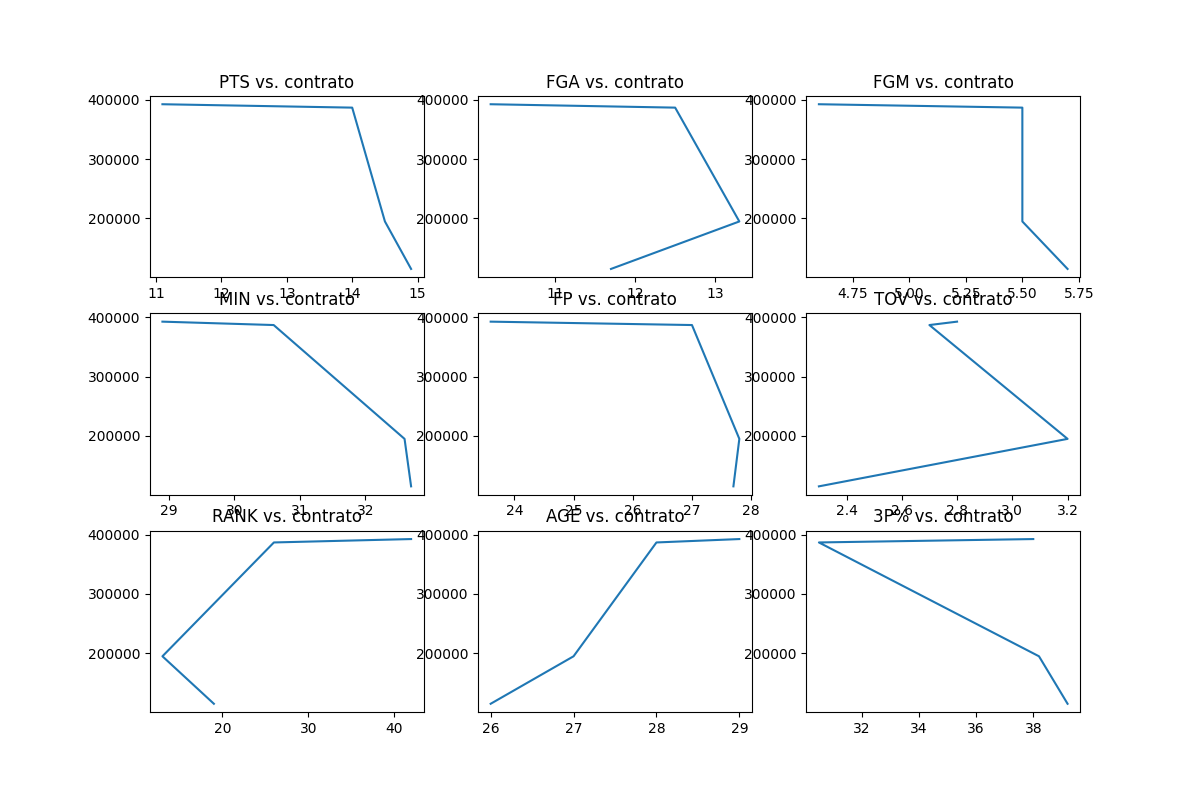 PTS vs. contrato
FGA vs. contrato
FGM vs. contrato
400000
300000
200000
11 12 13 14 15
400000
300000
200000
11 12 13
400000
300000
200000
4.75 5.00 5.25 5.50 5.75
MIN vs. contrato
FP vs. contrato
TOV vs. contrato
400000
300000
200000
29 30 31 32
400000
300000
200000
24 25 26 27 28
400000
300000
200000
2.4 2.6 2.8 3.0 3.2
RANK vs. contrato
AGE vs. contrato
3P% vs. contrato
400000
300000
200000
20 30 40
400000
300000
200000
26 27 28 29
400000
300000
200000
32 34 36 38